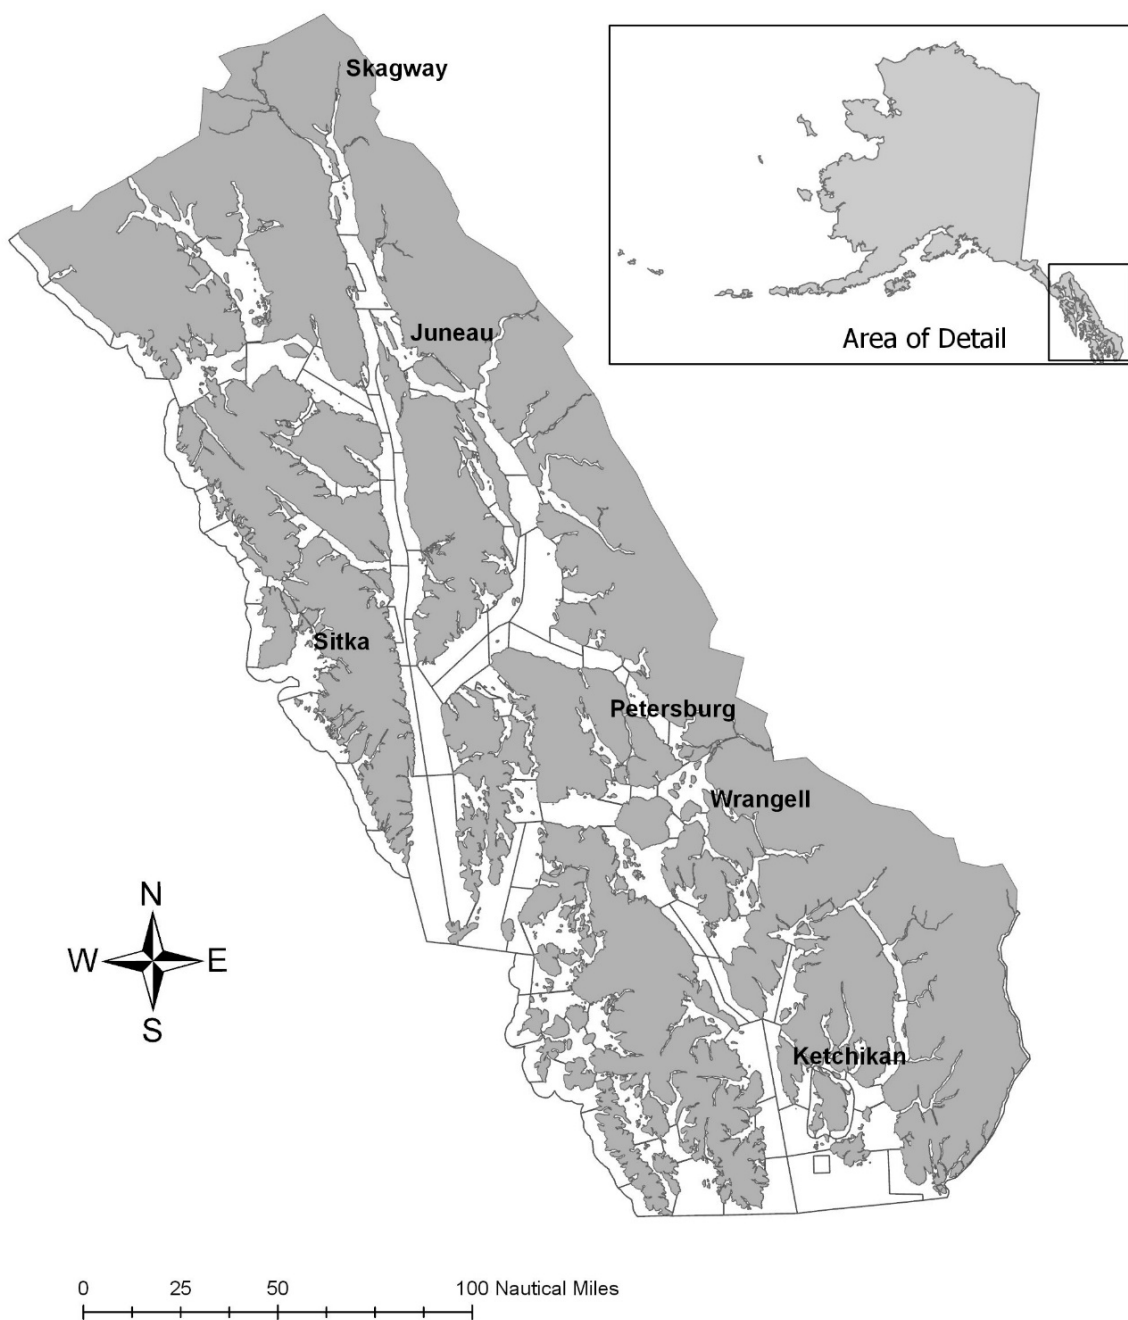 Skagway
Area of Detail
Juneau
Sitka
Petersburg
Wrangell
N
W E
S
Ketchikan
0 25 50 100 Nautical Miles